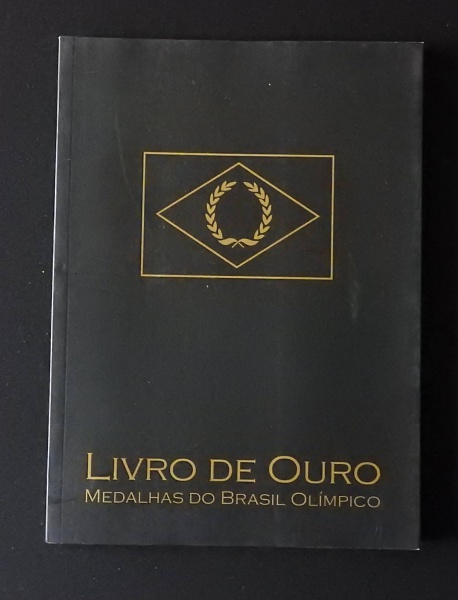 LIVRO DE OURO
MEDALHAS DO BRASIL OLÍMPICO